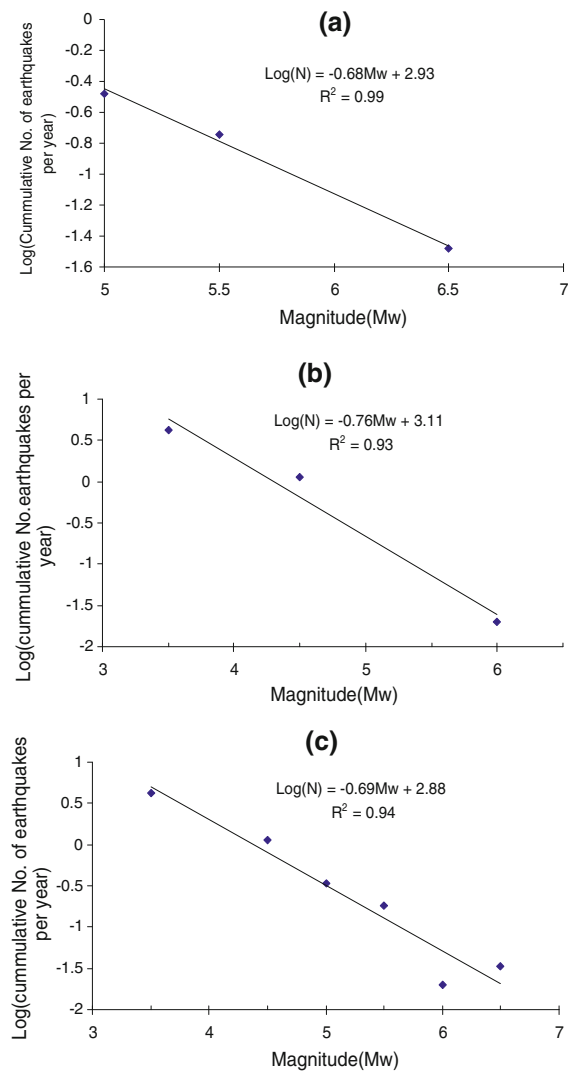 (a)
Log(Cummulative No. of earthquakes
per year)
0
-0.2
-0.4
-0.6
-0.8
-1
-1.2
-1.4
-1.6
Log(N) = -0.68Mw + 2.93
R² = 0.99
5
5.5
6
6.5
7
Magnitude(Mw)
(b)
Log(cummulative No.earthquakes per
year)
1
0.5
0
-0.5
-1
-1.5
-2
Log(N) = -0.76Mw + 3.11
R² = 0.93
3
4
5
6
Magnitude(Mw)
(c)
Log(cummulative No. of earthquakes
per year)
1
0.5
0
-0.5
-1
-1.5
-2
Log(N) = -0.69Mw + 2.88
R² = 0.94
3
4
5
6
7
Magnitude(Mw)